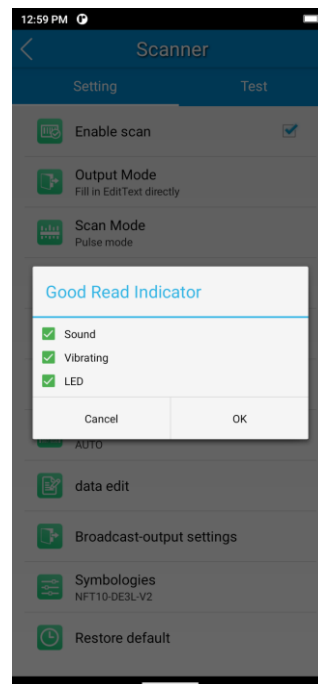 12:59 PM
Scanner
Setting
Test
Enable scan
Output Mode
Fill in EditText directly
Scan Mode
Pulse mode
Good Read Indicator
Sound
Vibrating
LED
Cancel
OK
AUTO
data edit
Broadcast-output settings
Symbologies
NFT10-DE3L-V2
Restore default